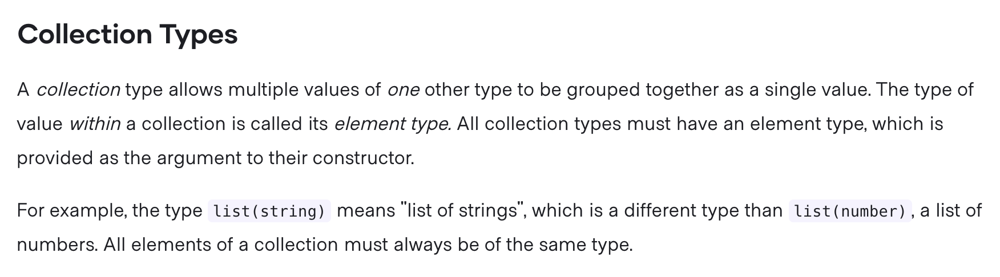 Collection Types
A collection type allows multiple values of one other type to be grouped together as a single value. The type of
value within a collection is called its element type. All collection types must have an element type, which is
provided as the argument to their constructor.
For example, the type list(string) means "list of strings", which is a different type than list(number), a list of
numbers. All elements of a collection must always be of the same type.